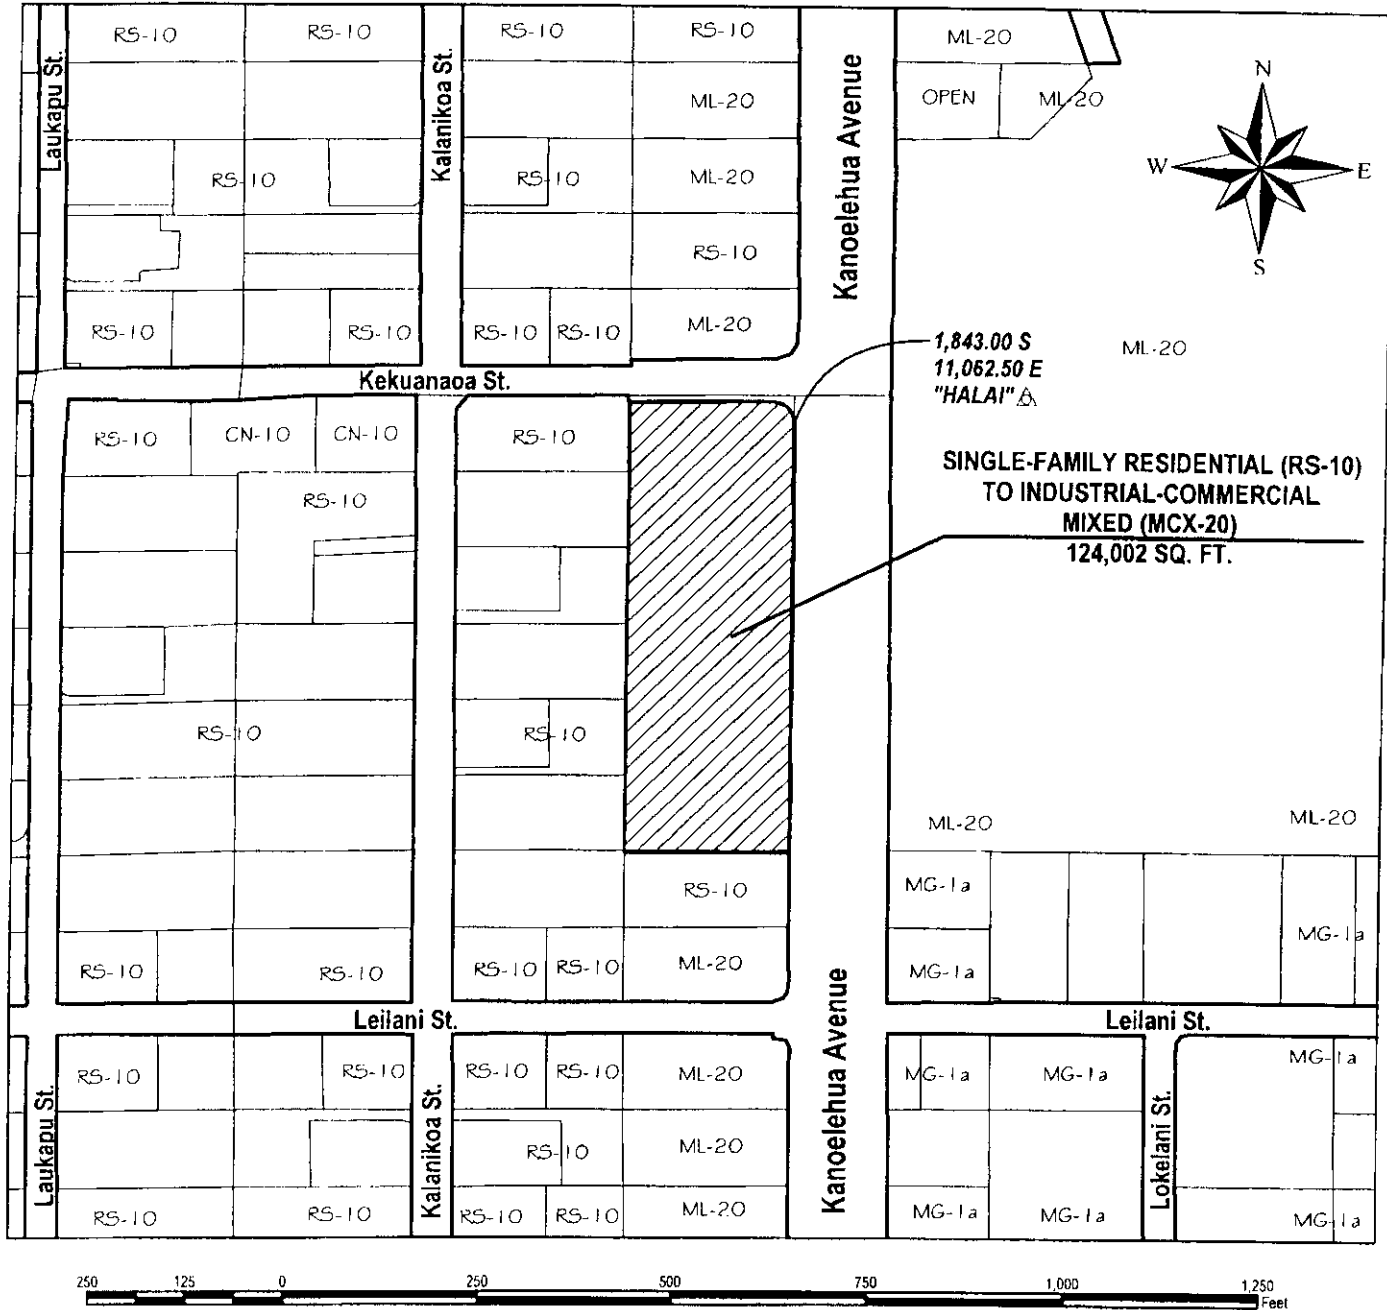 RS-10 RS-10 RS-10 RS-10 ML-20
Laukapu St.
Kalanikoa St.
Kanoelehua Avenue
ML-20
OPEN ML-20
N
W E
S
RS-10 RS-10 ML-20
RS-10
RS-10 RS-10 RS-10 RS-10 ML-20
Kekuanaoa St.
1,843.00 S
11,062.50 E
"HALAI"
ML-20
RS-10 CN-10 CN-10 RS-10
SINGLE-FAMILY RESIDENTIAL (RS-10)
TO INDUSTRIAL-COMMERCIAL
MIXED (MCX-20)
124,002 SQ. FT.
RS-10
RS-10 RS-10
ML-20 ML-20
RS-10 MG-1a
MG-1a
RS-10 RS-10 RS-10 RS-10 ML-20 MG-1a
Kanoelehua Avenue
Leilani St. Leilani St.
RS-10 RS-10 RS-10 RS-10 ML-20 MG-1a MG-1a MG-1a
Laukapu St.
Kalanikoa St.
Lokelani St.
RS-10 ML-20
RS-10 RS-10 RS-10 RS-10 ML-20 MG-1a MG-1a MG-1a
250 125 0 250 500 750 1,000 1,250
Feet